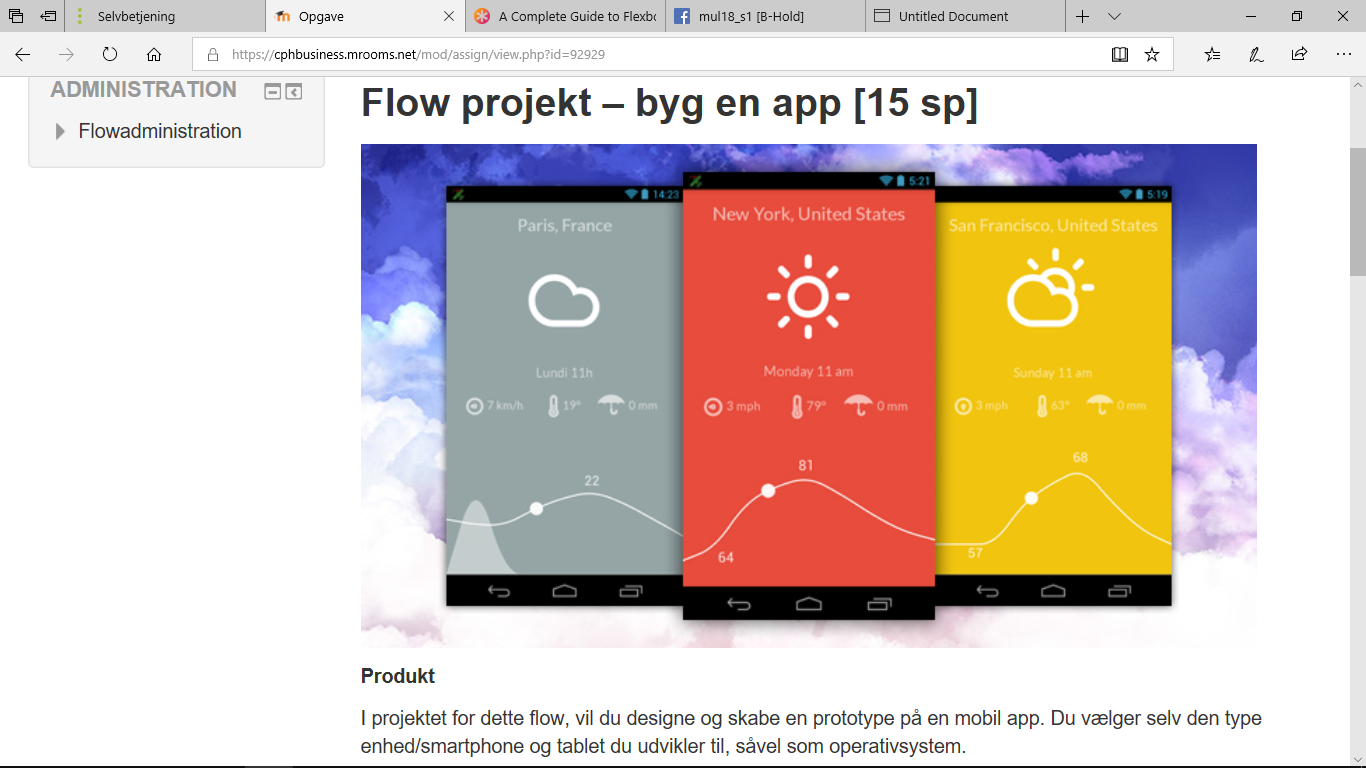 Selvbetjening
Opgave
A Complete Guide to Flexbo
mul18_s1 [B-Hold]
Untitled Document
https://cphbusiness.mrooms.net/mod/assign/view.php?id=92929
ADMINISTRATION
Flowadministration
Flow projekt – byg en app [15 sp]
14:23
Paris, France
Lundi 11h
7 km/h 19° 0 mm
22
5:21
New York, United States
Monday 11 am
3 mph 79° 0 mm
81
64
5:19
San Francisco, United States
Sunday 11 am
3 mph 63° 0 mm
68
57
Produkt
I projektet for dette flow, vil du designe og skabe en prototype på en mobil app. Du vælger selv den type
enhed/smartphone og tablet du udvikler til, såvel som operativsystem.